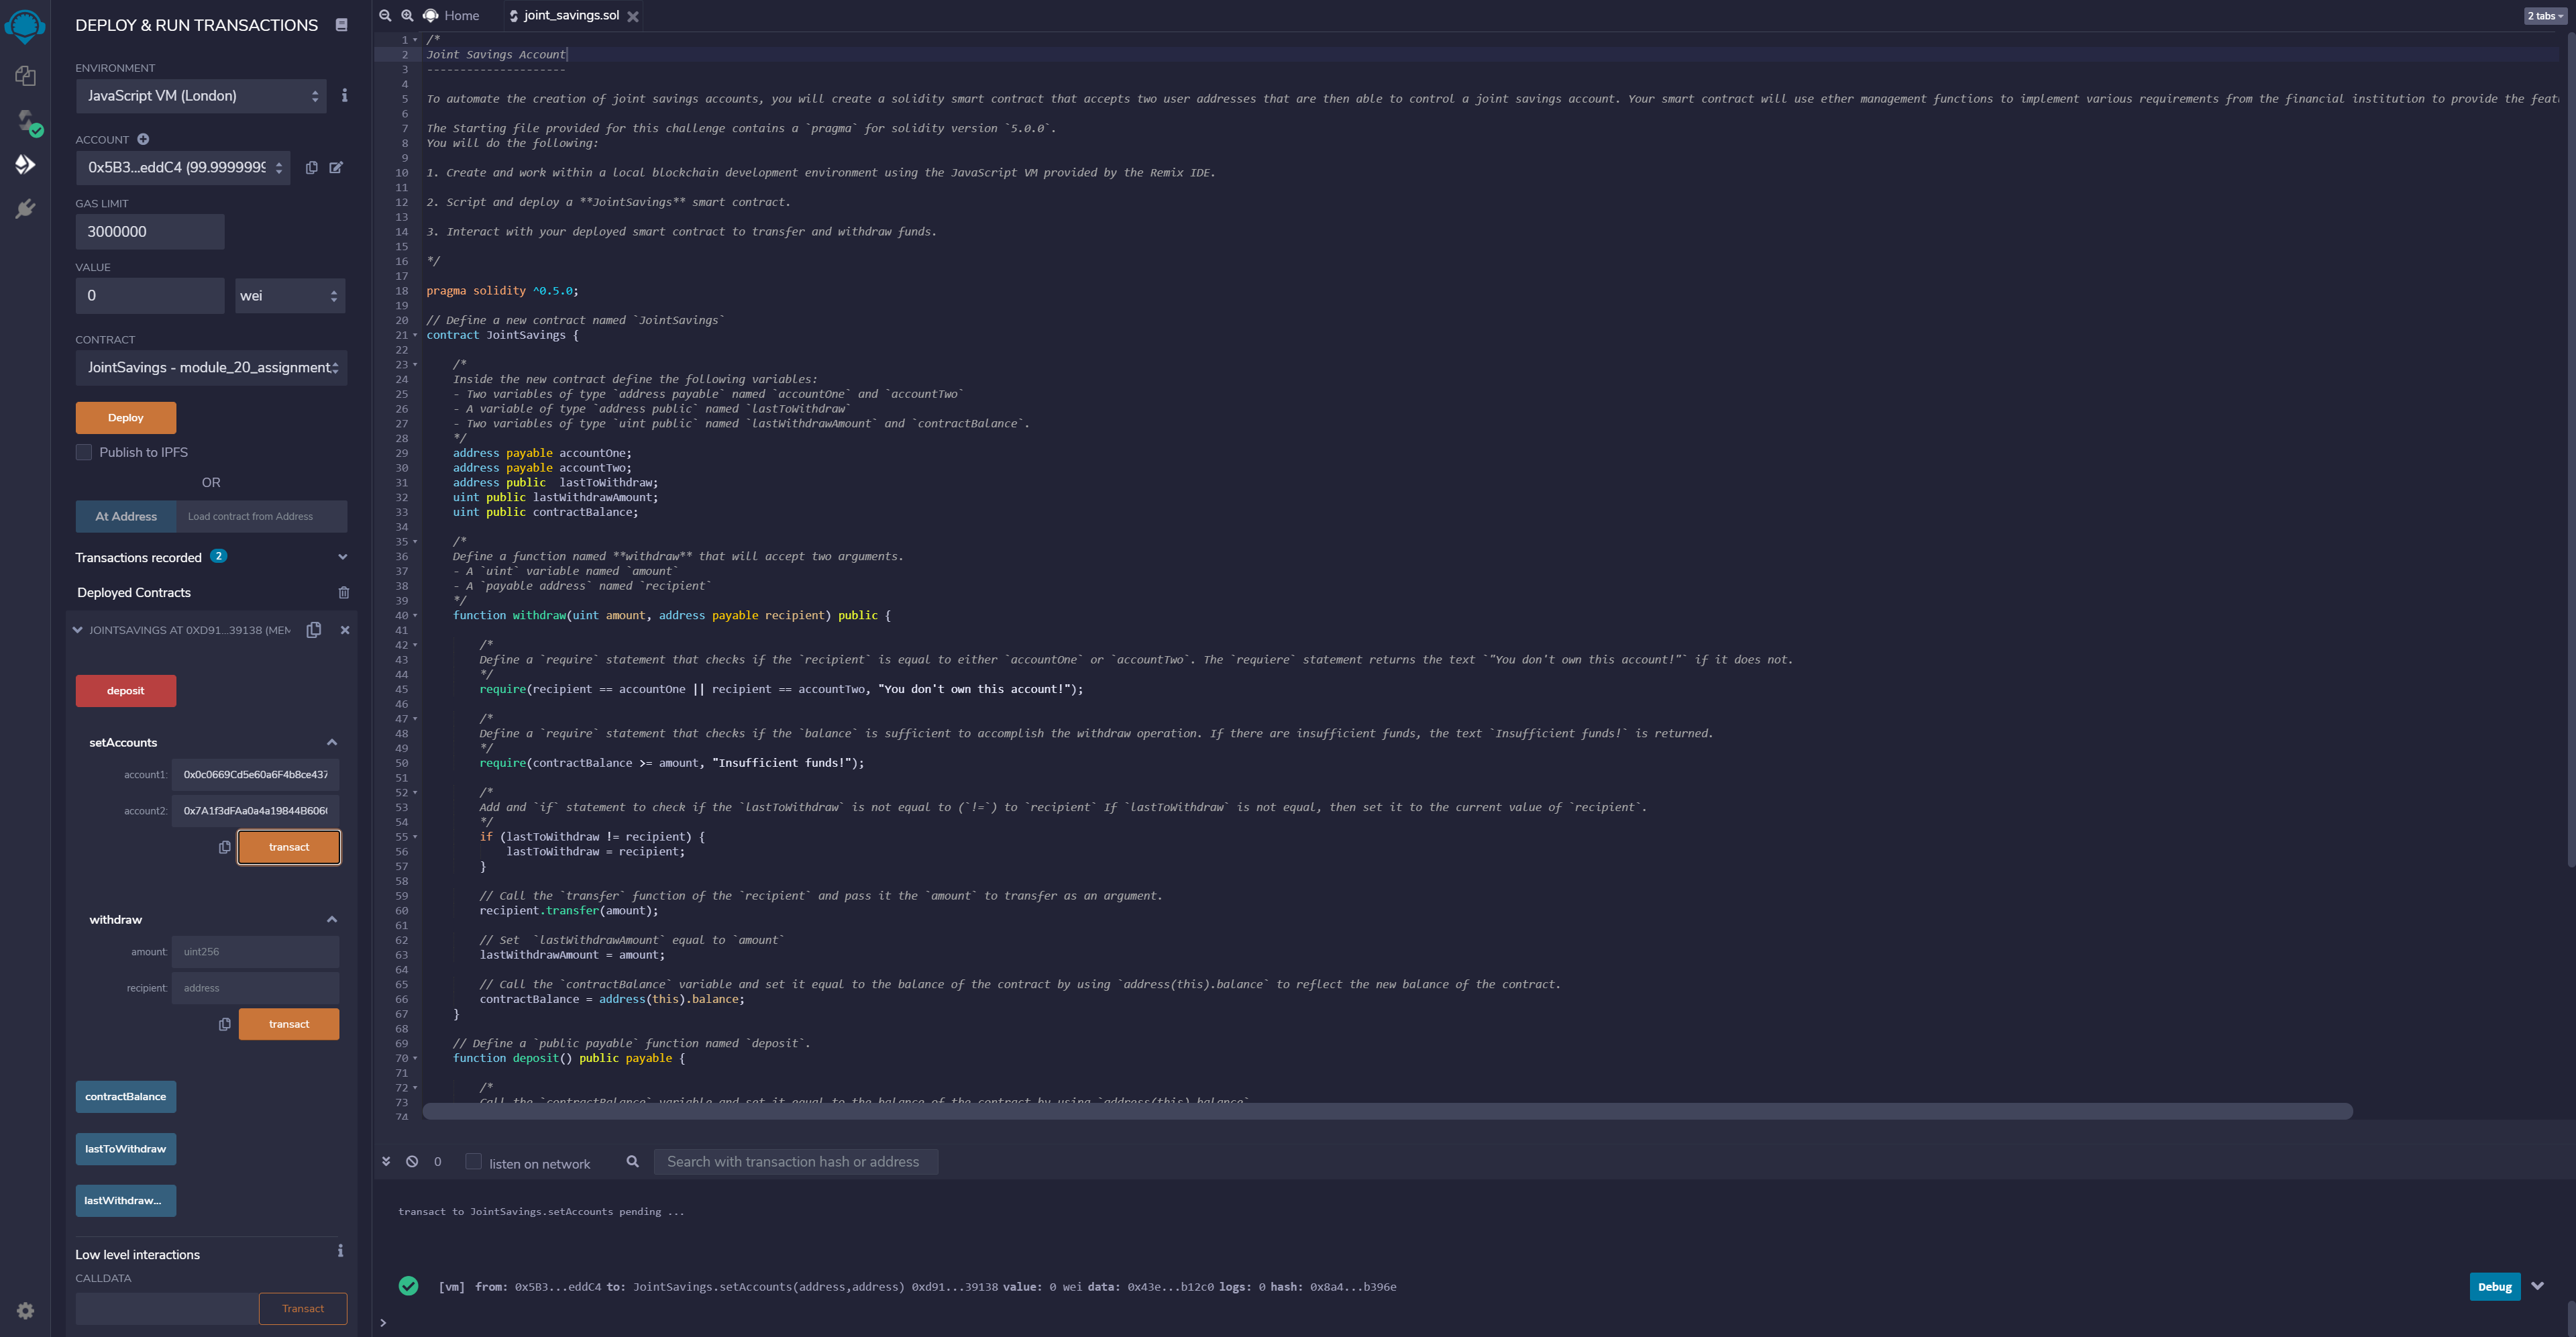 DEPLOY & RUN TRANSACTIONS
ENVIRONMENT
JavaScript VM (London)
ACCOUNT
0x5B3...eddC4 (99.9999999
GAS LIMIT
3000000
VALUE
0
wei
CONTRACT
JointSavings - module_20_assignment
Deploy
Publish to IPFS
OR
At Address
Load contract from Address
Transactions recorded 2
Deployed Contracts
JOINTSAVINGS AT 0XD91...39138 (MEM
deposit
setAccounts
account1: 0x0c0669Cd5e60a6F4b8ce437
account2: 0x7A1f3dFAa0a4a19844B606
transact
withdraw
amount: uint256
recipient: address
transact
contractBalance
lastToWithdraw
lastWithdraw...
Low level interactions
CALLDATA
Transact
Home
joint_savings.sol
2 tabs
1 /*
2 Joint Savings Account
3 ---------------------
4
5 To automate the creation of joint savings accounts, you will create a solidity smart contract that accepts two user addresses that are then able to control a joint savings account. Your smart contract will use ether management functions to implement various requirements from the financial institution to provide the feat
6
7 The Starting file provided for this challenge contains a `pragma` for solidity version `5.0.0`.
8 You will do the following:
9
10 1. Create and work within a local blockchain development environment using the JavaScript VM provided by the Remix IDE.
11
12 2. Script and deploy a **JointSavings** smart contract.
13
14 3. Interact with your deployed smart contract to transfer and withdraw funds.
15
16 */
17
18 pragma solidity ^0.5.0;
19
20 // Define a new contract named `JointSavings`
21 contract JointSavings {
22
23 /*
24 Inside the new contract define the following variables:
25 - Two variables of type `address payable` named `accountOne` and `accountTwo`
26 - A variable of type `address public` named `lastToWithdraw`
27 - Two variables of type `uint public` named `lastWithdrawAmount` and `contractBalance`.
28 */
29 address payable accountOne;
30 address payable accountTwo;
31 address public  lastToWithdraw;
32 uint public lastWithdrawAmount;
33 uint public contractBalance;
34
35 /*
36 Define a function named **withdraw** that will accept two arguments.
37 - A `uint` variable named `amount`
38 - A `payable address` named `recipient`
39 */
40 function withdraw(uint amount, address payable recipient) public {
41
42 /*
43 Define a `require` statement that checks if the `recipient` is equal to either `accountOne` or `accountTwo`. The `requiere` statement returns the text `"You don't own this account!"` if it does not.
44 */
45 require(recipient == accountOne || recipient == accountTwo, "You don't own this account!");
46
47 /*
48 Define a `require` statement that checks if the `balance` is sufficient to accomplish the withdraw operation. If there are insufficient funds, the text `Insufficient funds!` is returned.
49 */
50 require(contractBalance >= amount, "Insufficient funds!");
51
52 /*
53 Add and `if` statement to check if the `lastToWithdraw` is not equal to (`!=`) to `recipient` If `lastToWithdraw` is not equal, then set it to the current value of `recipient`.
54 */
55 if (lastToWithdraw != recipient) {
56 lastToWithdraw = recipient;
57 }
58
59 // Call the `transfer` function of the `recipient` and pass it the `amount` to transfer as an argument.
60 recipient.transfer(amount);
61
62 // Set  `lastWithdrawAmount` equal to `amount`
63 lastWithdrawAmount = amount;
64
65 // Call the `contractBalance` variable and set it equal to the balance of the contract by using `address(this).balance` to reflect the new balance of the contract.
66 contractBalance = address(this).balance;
67 }
68
69 // Define a `public payable` function named `deposit`.
70 function deposit() public payable {
71
72 /*
73 Call the `contractBalance` variable and set it equal to the balance of the contract by using `address(this).balance`
74
0
listen on network
Search with transaction hash or address
transact to JointSavings.setAccounts pending ...
[vm] from: 0x5B3...eddC4 to: JointSavings.setAccounts(address,address) 0xd91...39138 value: 0 wei data: 0x43e...b12c0 logs: 0 hash: 0x8a4...b396e
Debug
>